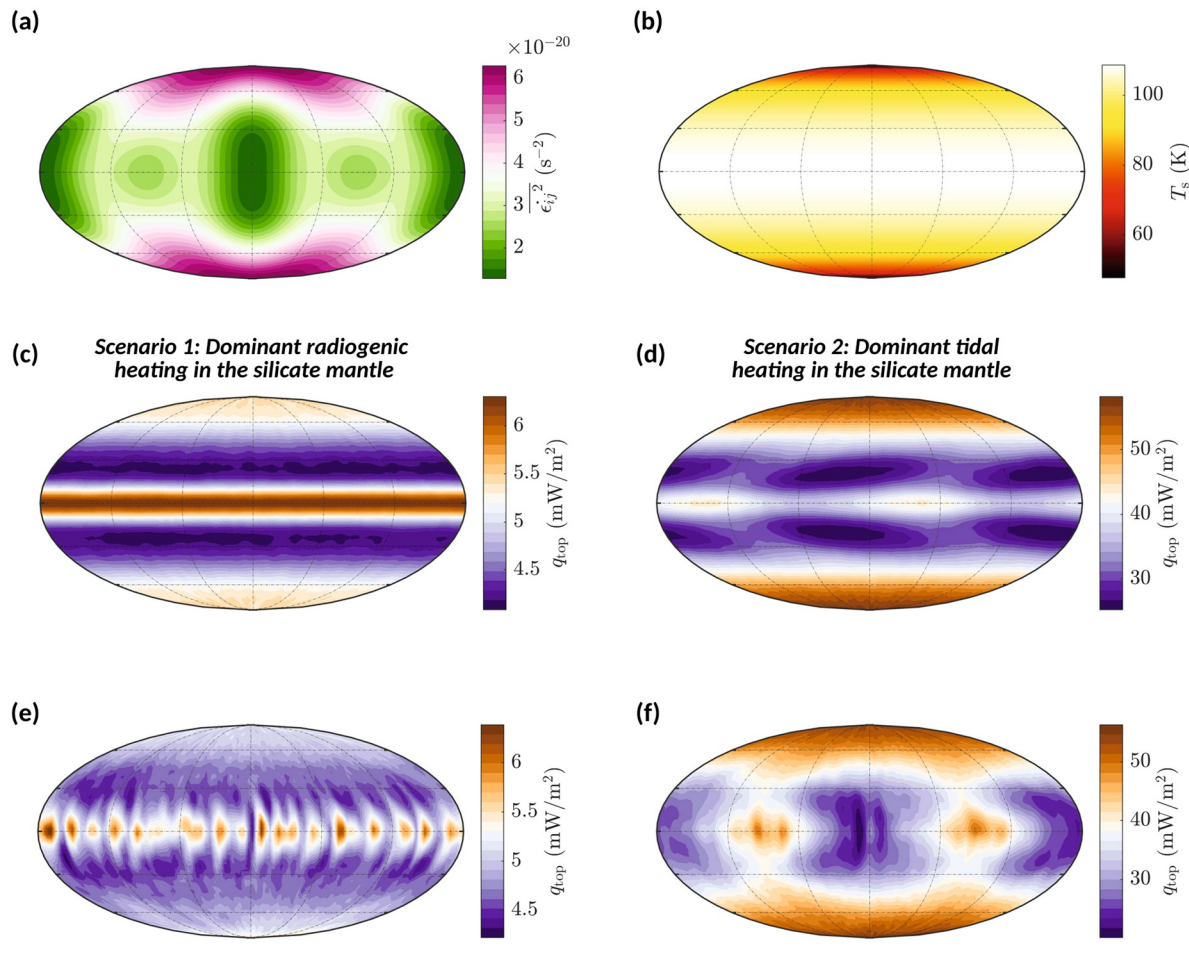 (a)
×10⁻²⁰
6
5
4
3
2
ε̇ᵢⱼ² (s⁻²)
(b)
100
80
60
Tₛ (K)
(c)
Scenario 1: Dominant radiogenic
heating in the silicate mantle
6
5.5
5
4.5
q_top (mW/m²)
(d)
Scenario 2: Dominant tidal
heating in the silicate mantle
50
40
30
q_top (mW/m²)
(e)
6
5.5
5
4.5
q_top (mW/m²)
(f)
50
40
30
q_top (mW/m²)